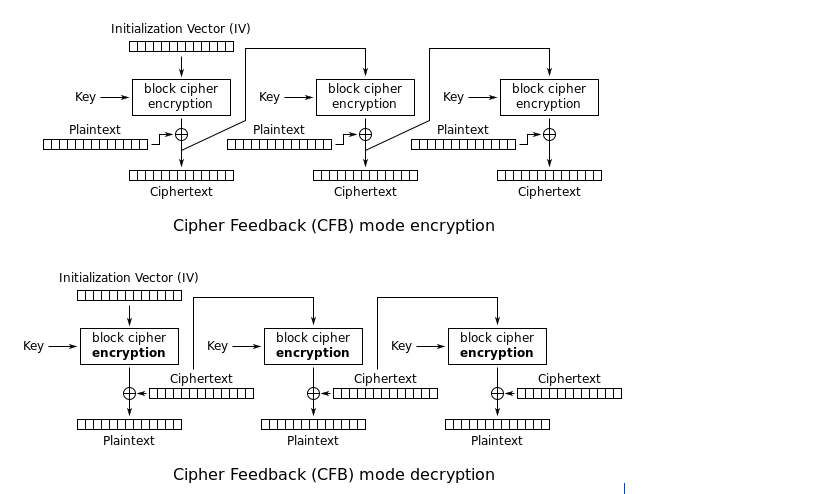 Initialization Vector (IV)
Key
block cipher
encryption
Key
block cipher
encryption
Key
block cipher
encryption
Plaintext
Plaintext
Plaintext
Ciphertext
Ciphertext
Ciphertext
Cipher Feedback (CFB) mode encryption
Initialization Vector (IV)
Key
block cipher
encryption
Key
block cipher
encryption
Key
block cipher
encryption
Ciphertext
Ciphertext
Ciphertext
Plaintext
Plaintext
Plaintext
Cipher Feedback (CFB) mode decryption